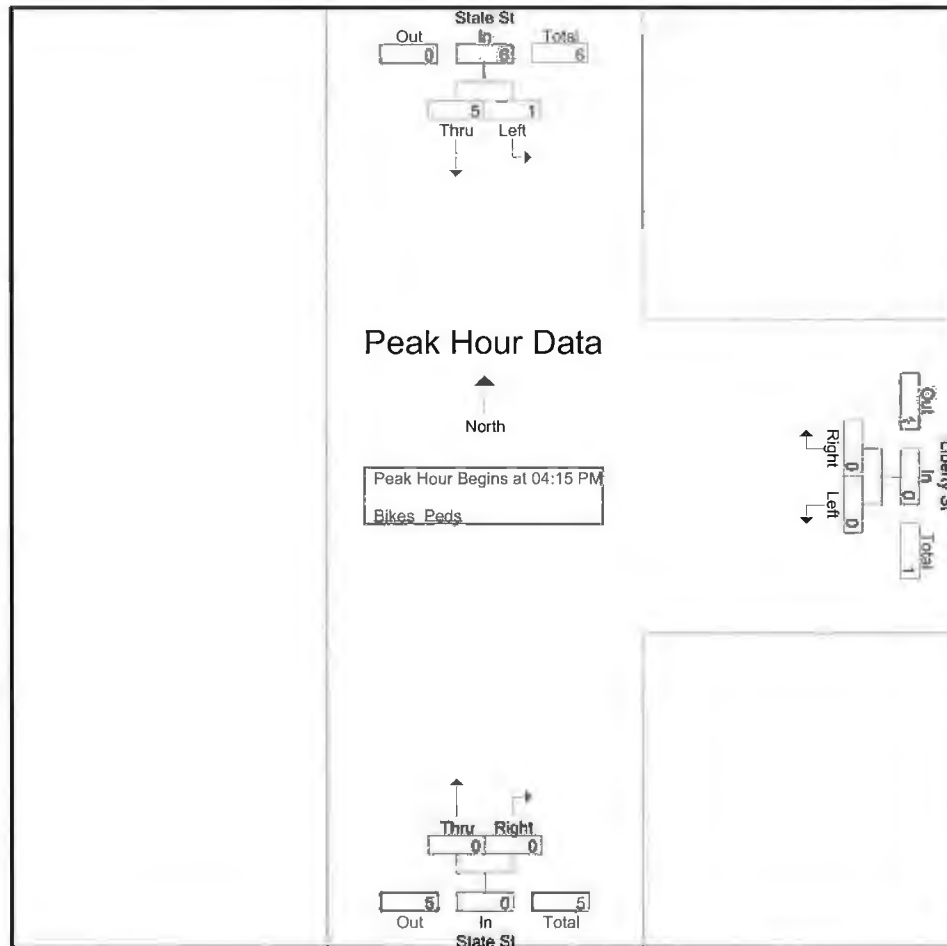 State St
Out In Total
0 6 6
5 1
Thru Left
Peak Hour Data
North
Peak Hour Begins at 04:15 PM
Bikes Peds
Right Left
0 0
Out In Total
1 0 1
Liberty St
Thru Right
0 0
5 0 5
Out In Total
State St